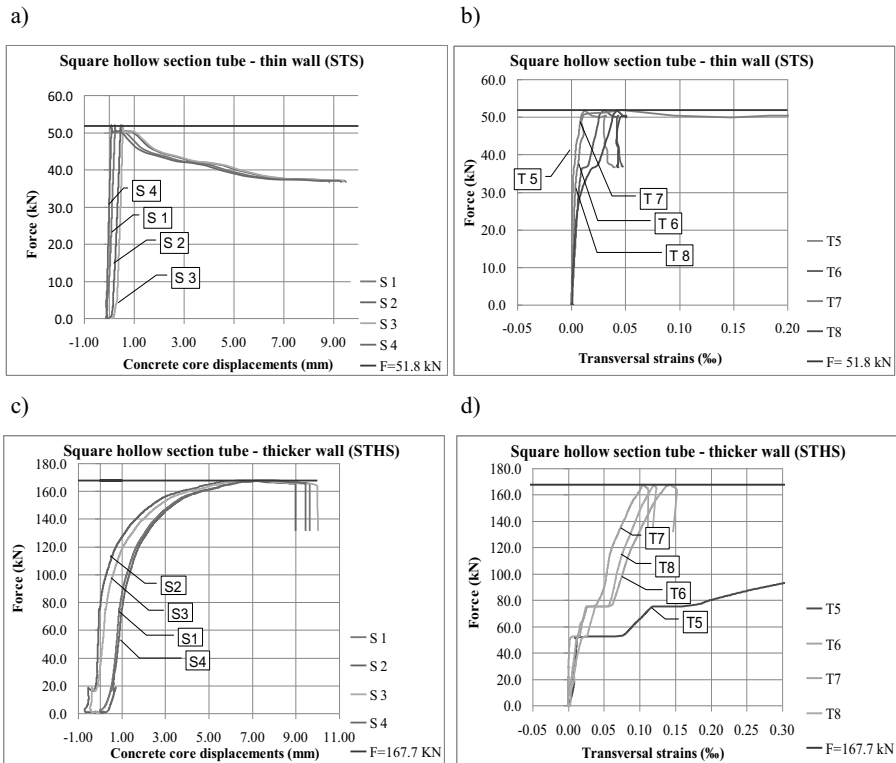 a)
Square hollow section tube - thin wall (STS)
60.0
50.0
40.0
30.0
20.0
10.0
0.0
Force (kN)
S 4
S 1
S 2
S 3
-1.00 1.00 3.00 5.00 7.00 9.00
Concrete core displacements (mm)
S 1
S 2
S 3
S 4
F=51.8 kN
b)
Square hollow section tube - thin wall (STS)
60.0
50.0
40.0
30.0
20.0
10.0
0.0
Force (kN)
T 5
T 7
T 6
T 8
-0.05 0.00 0.05 0.10 0.15 0.20
Transversal strains (‰)
T5
T6
T7
T8
F= 51.8 kN
c)
Square hollow section tube - thicker wall (STHS)
180.0
160.0
140.0
120.0
100.0
80.0
60.0
40.0
20.0
0.0
Force (kN)
S2
S3
S1
S4
-1.00 1.00 3.00 5.00 7.00 9.00 11.00
Concrete core displacements (mm)
S 1
S 2
S 3
S 4
F=167.7 KN
d)
Square hollow section tube - thicker wall (STHS)
180.0
160.0
140.0
120.0
100.0
80.0
60.0
40.0
20.0
0.0
Force (kN)
T7
T8
T6
T5
-0.05 0.00 0.05 0.10 0.15 0.20 0.25 0.30
Transversal strains (‰)
T5
T6
T7
T8
F=167.7 kN